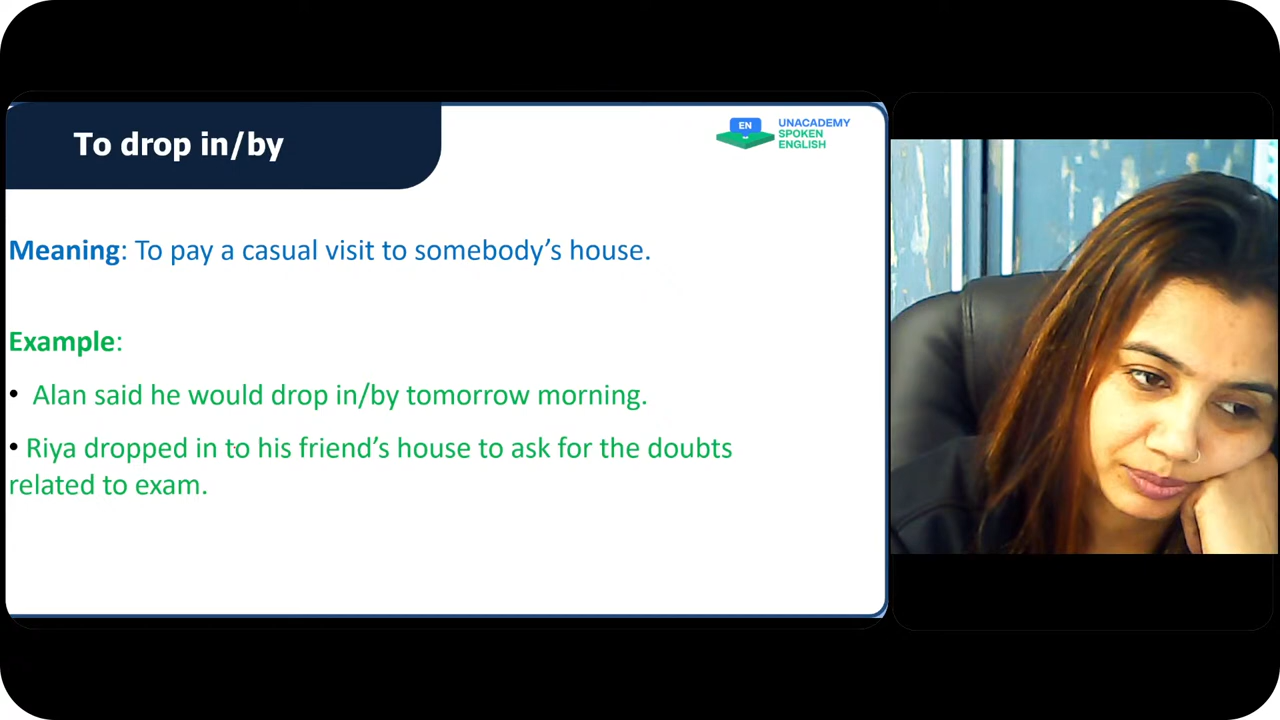 To drop in/by
EN
UNACADEMY
SPOKEN
ENGLISH
Meaning: To pay a casual visit to somebody’s house.
Example:
• Alan said he would drop in/by tomorrow morning.
• Riya dropped in to his friend’s house to ask for the doubts
related to exam.